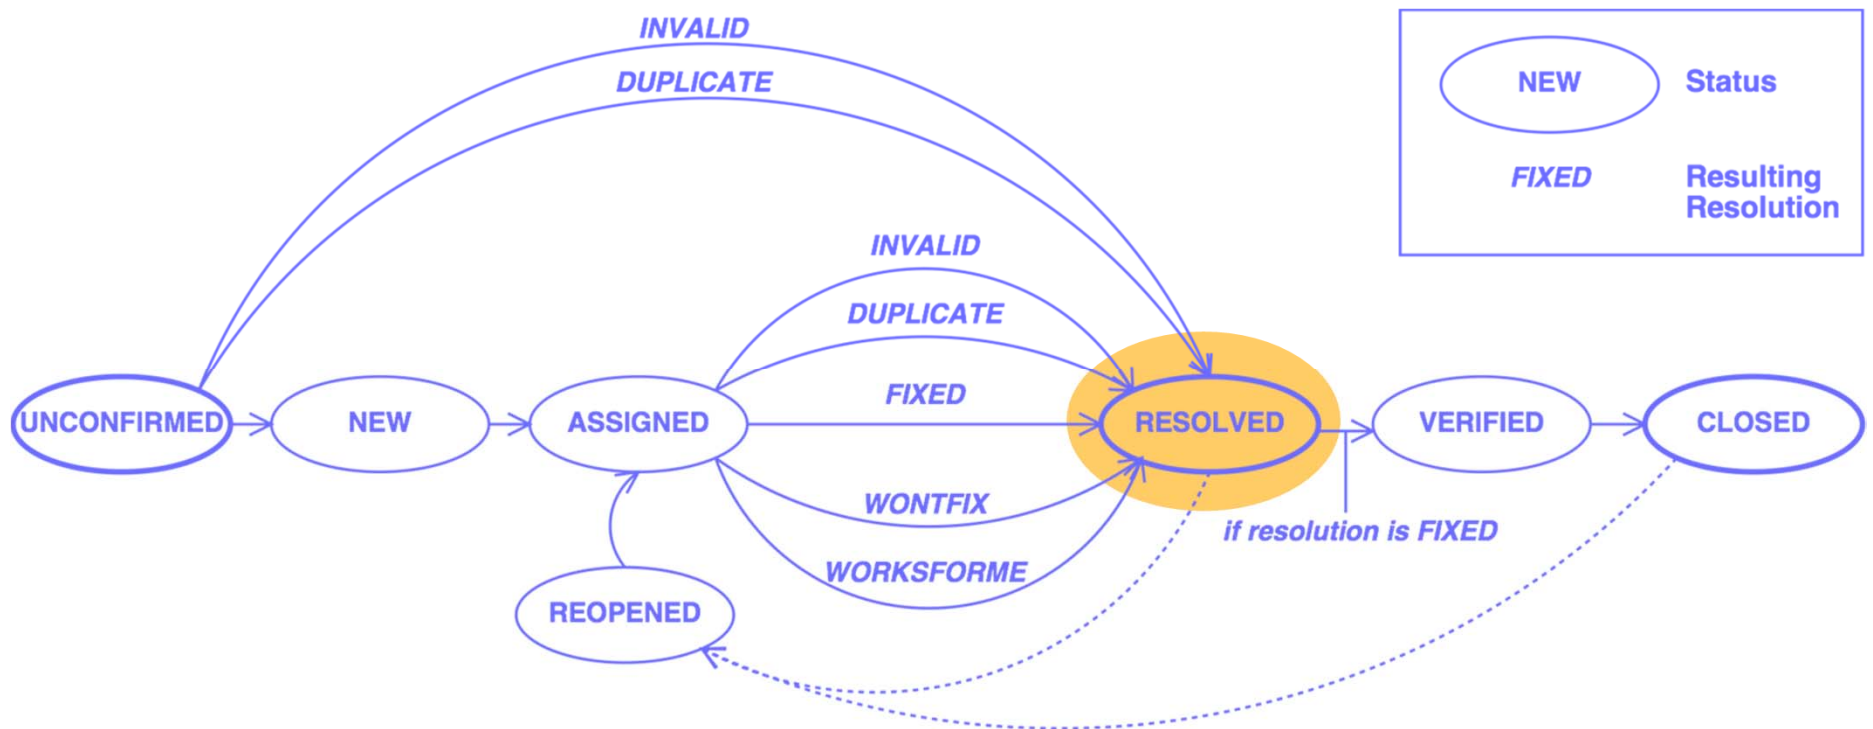 INVALID
DUPLICATE
NEW
Status
FIXED
Resulting
Resolution
INVALID
DUPLICATE
FIXED
UNCONFIRMED
NEW
ASSIGNED
RESOLVED
VERIFIED
CLOSED
WONTFIX
if resolution is FIXED
WORKSFORME
REOPENED